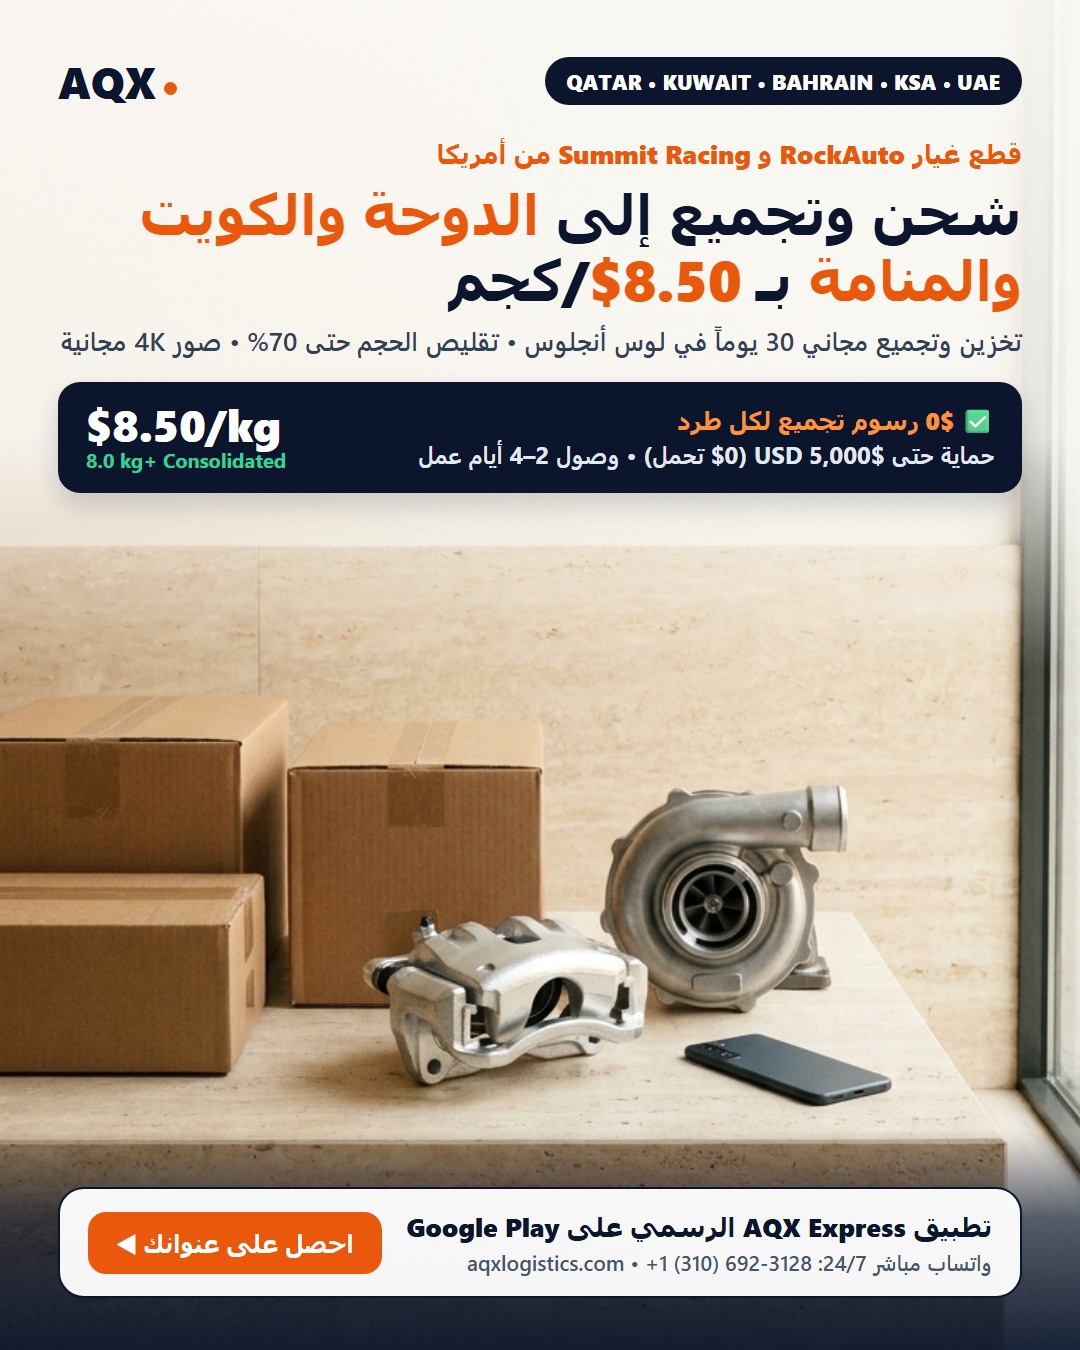 AQX
QATAR • KUWAIT • BAHRAIN • KSA • UAE
قطع غيار RockAuto و Summit Racing من أمريكا
شحن وتجميع إلى الدوحة والكويت
والمنامة بـ $8.50/كجم
تخزين وتجميع مجاني 30 يوماً في لوس أنجلوس • تقليص الحجم حتى 70% • صور 4K مجانية
✅ 0$ رسوم تجميع لكل طرد
حماية حتى 5,000$ USD (0$ تحمل) • وصول 2–4 أيام عمل
$8.50/kg
8.0 kg+ Consolidated
تطبيق AQX Express الرسمي على Google Play
واتساب مباشر 24/7: +1 (310) 692-3128 • aqxlogistics.com
احصل على عنوانك ◀